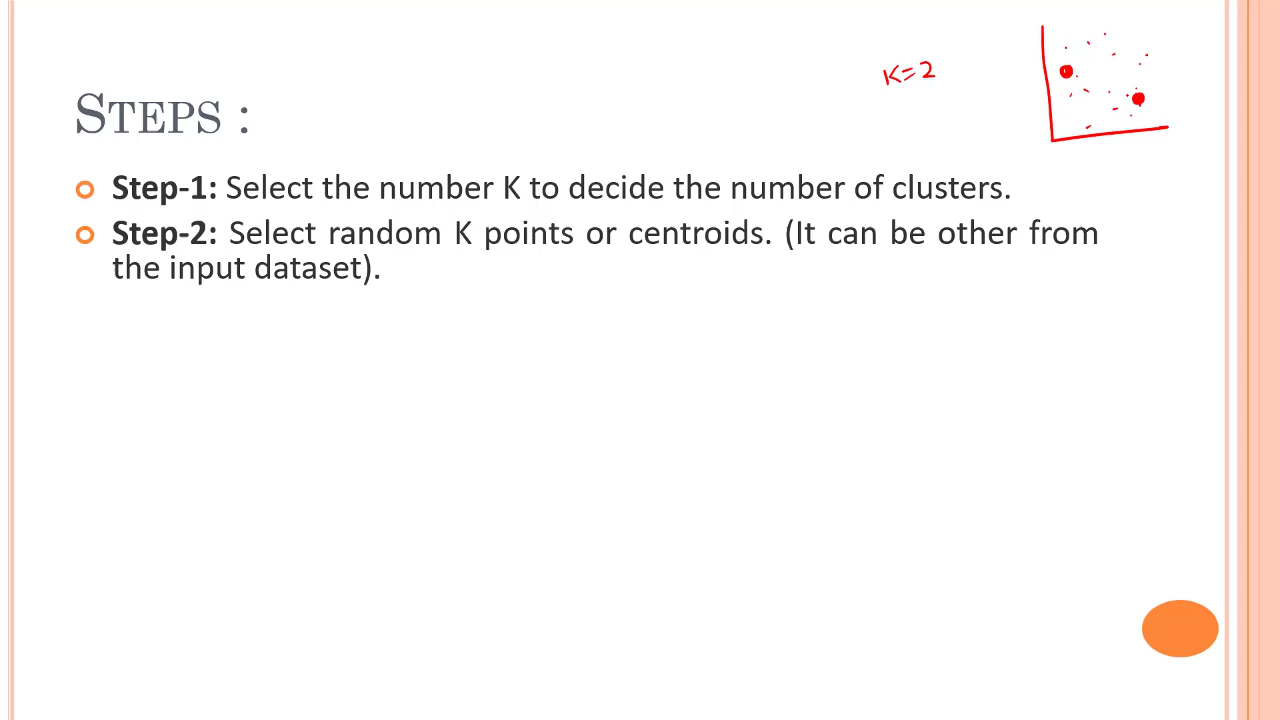 K=2
STEPS :
Step-1: Select the number K to decide the number of clusters.
Step-2: Select random K points or centroids. (It can be other from
the input dataset).